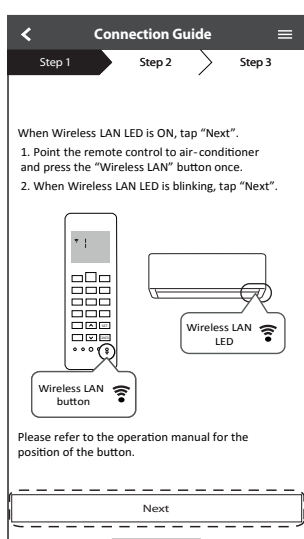 Connection Guide
Step 1 Step 2 Step 3
When Wireless LAN LED is ON, tap “Next”.
1. Point the remote control to air-conditioner
and press the “Wireless LAN” button once.
2. When Wireless LAN LED is blinking, tap “Next”.
Wireless LAN
LED
Wireless LAN
button
Please refer to the operation manual for the
position of the button.
Next